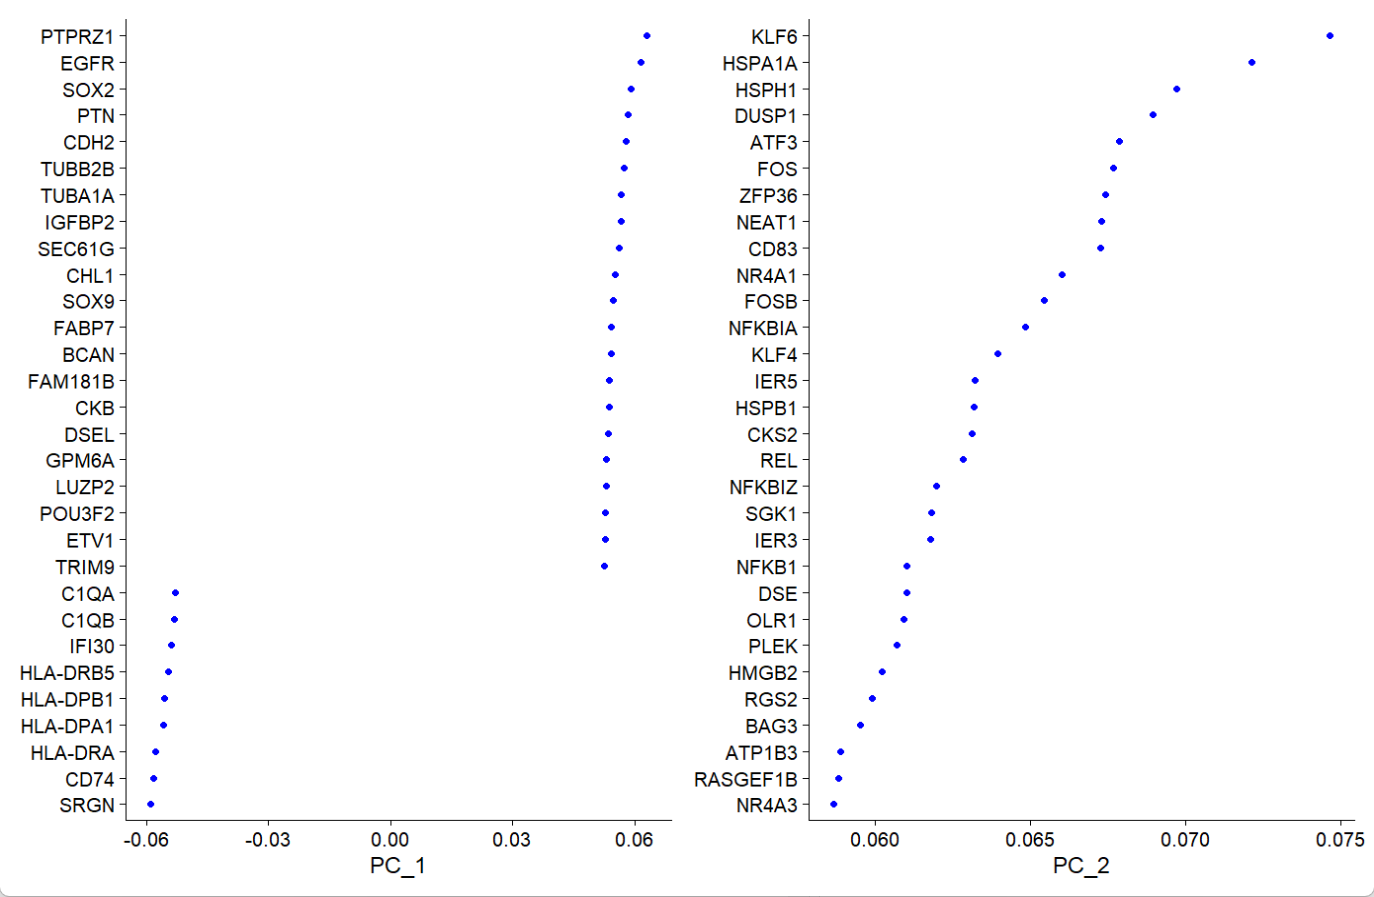 PTPRZ1
EGFR
SOX2
PTN
CDH2
TUBB2B
TUBA1A
IGFBP2
SEC61G
CHL1
SOX9
FABP7
BCAN
FAM181B
CKB
DSEL
GPM6A
LUZP2
POU3F2
ETV1
TRIM9
C1QA
C1QB
IFI30
HLA-DRB5
HLA-DPB1
HLA-DPA1
HLA-DRA
CD74
SRGN
-0.06 -0.03 0.00 0.03 0.06
PC_1
KLF6
HSPA1A
HSPH1
DUSP1
ATF3
FOS
ZFP36
NEAT1
CD83
NR4A1
FOSB
NFKBIA
KLF4
IER5
HSPB1
CKS2
REL
NFKBIZ
SGK1
IER3
NFKB1
DSE
OLR1
PLEK
HMGB2
RGS2
BAG3
ATP1B3
RASGEF1B
NR4A3
0.060 0.065 0.070 0.075
PC_2